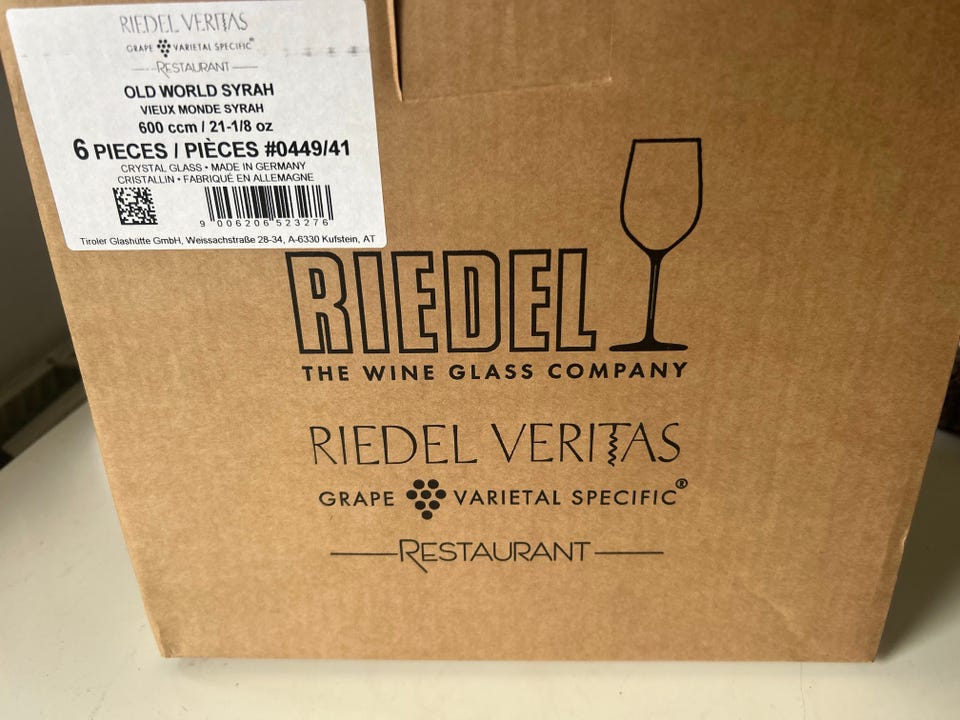 RIEDEL VERITAS
GRAPE VARIETAL SPECIFIC®
RESTAURANT
OLD WORLD SYRAH
VIEUX MONDE SYRAH
600 ccm / 21-1/8 oz
6 PIECES / PIÈCES #0449/41
CRYSTAL GLASS • MADE IN GERMANY
CRISTALLIN • FABRIQUÉ EN ALLEMAGNE
9 006206 523276
Tiroler Glashütte GmbH, Weissachstraße 28-34, A-6330 Kufstein, AT
RIEDEL
THE WINE GLASS COMPANY
RIEDEL VERITAS
GRAPE VARIETAL SPECIFIC®
RESTAURANT